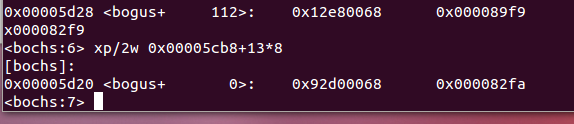 0x00005d28 <bogus+     112>:    0x12e80068      0x000089f9
x000082f9
<bochs:6> xp/2w 0x00005cb8+13*8
[bochs]:
0x00005d20 <bogus+       0>:    0x92d00068      0x000082fa
<bochs:7>